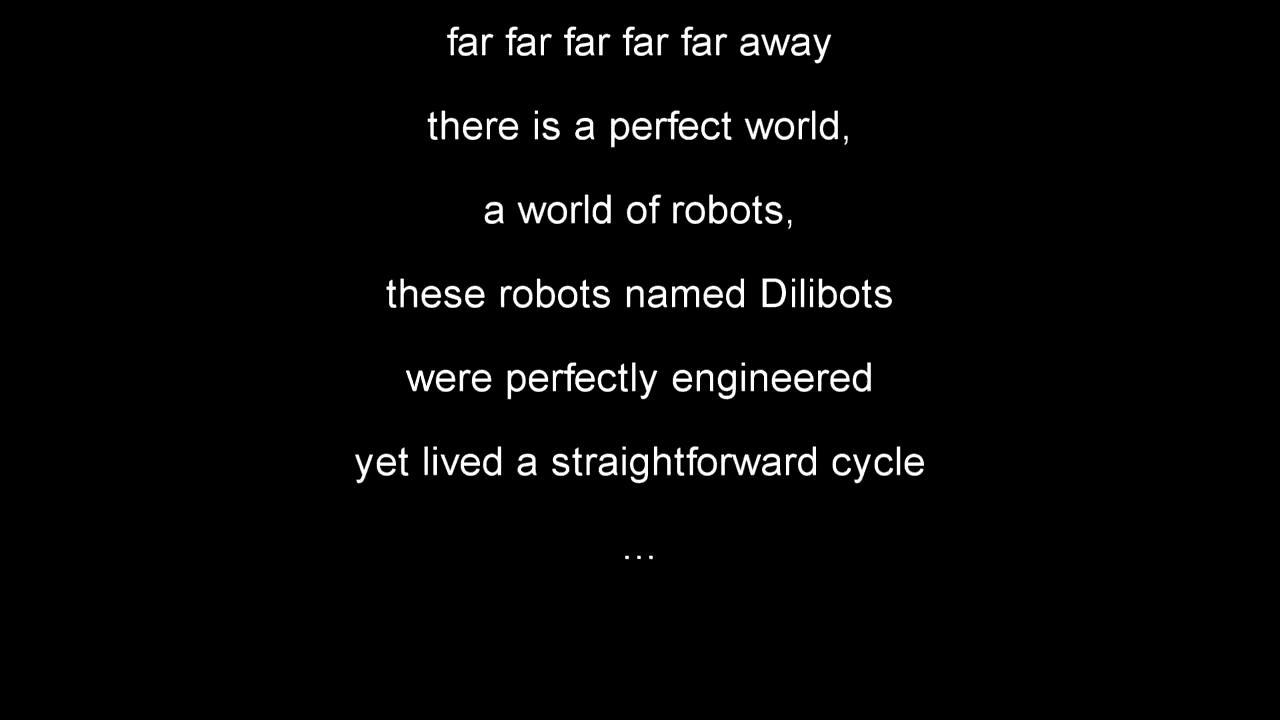 far far far far far away
there is a perfect world,
a world of robots,
these robots named Dilibots
were perfectly engineered
yet lived a straightforward cycle
...